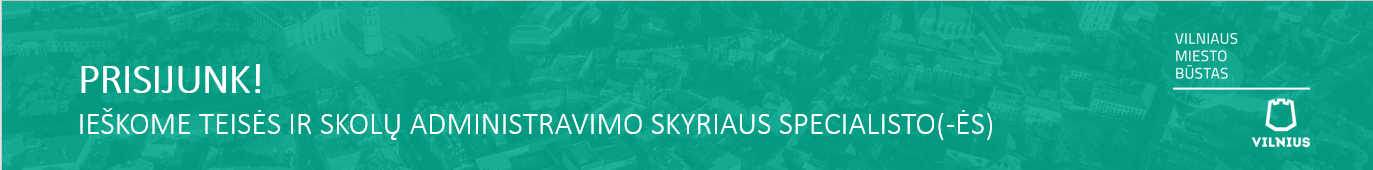 PRISIJUNK!
IEŠKOME TEISĖS IR SKOLŲ ADMINISTRAVIMO SKYRIAUS SPECIALISTO(-ĖS)
VILNIAUS
MIESTO
BŪSTAS
VILNIUS